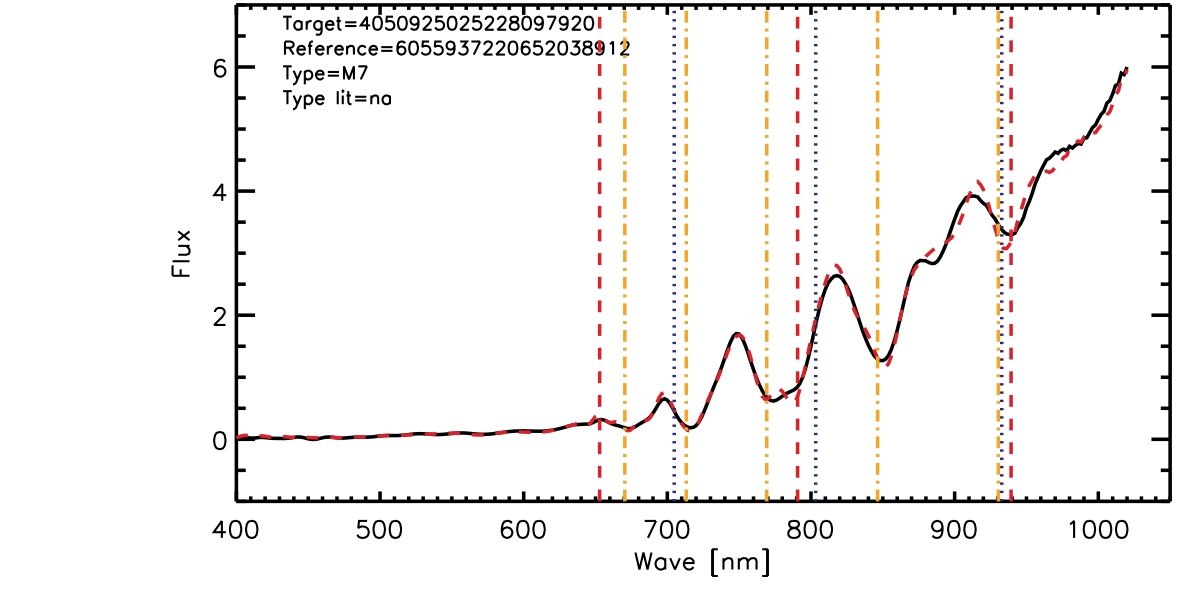 Target=4050925025228097920
Reference=6055937220652038912
Type=M7
Type lit=na
6
4
2
0
Flux
400 500 600 700 800 900 1000
Wave [nm]